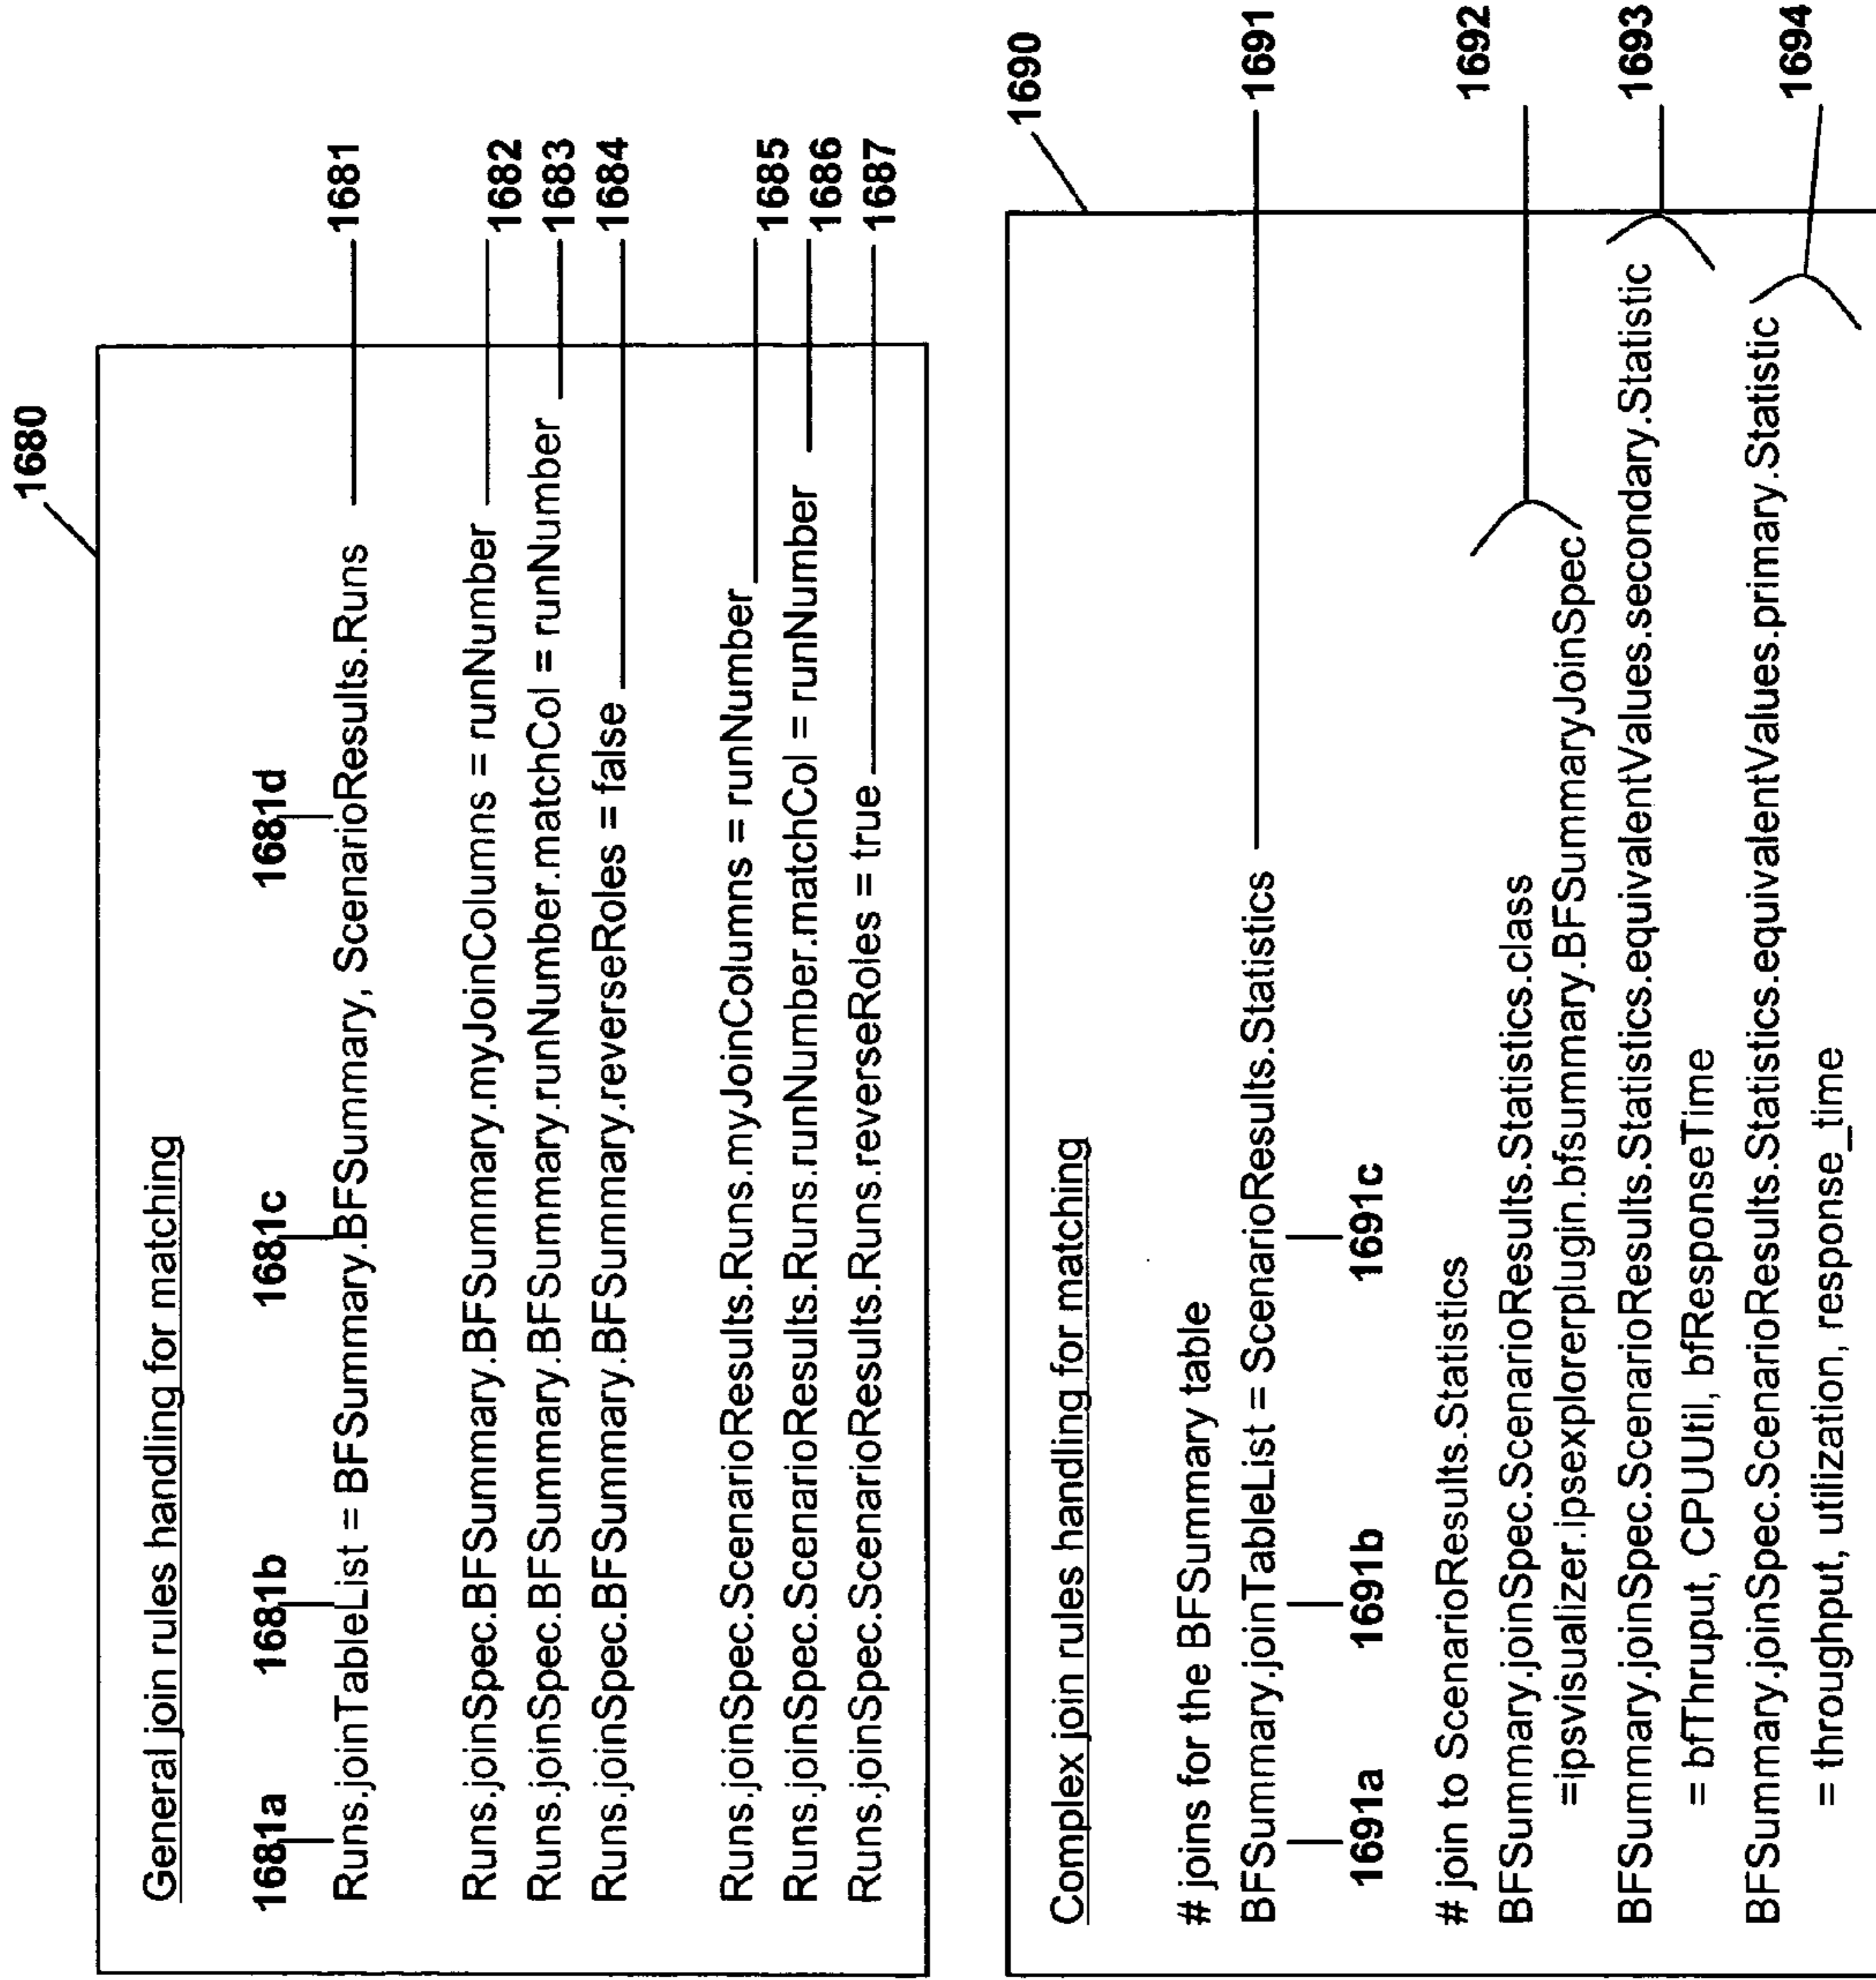 1680
General join rules handling for matching
1681a 1681b 1681c 1681d
Runs.joinTableList = BFSummary.BFSummary, ScenarioResults.Runs 1681
Runs.joinSpec.BFSummary.BFSummary.myJoinColumns = runNumber 1682
Runs.joinSpec.BFSummary.BFSummary.runNumber.matchCol = runNumber 1683
Runs.joinSpec.BFSummary.BFSummary.reverseRoles = false 1684
Runs.joinSpec.ScenarioResults.Runs.myJoinColumns = runNumber 1685
Runs.joinSpec.ScenarioResults.Runs.runNumber.matchCol = runNumber 1686
Runs.joinSpec.ScenarioResults.Runs.reverseRoles = true 1687
1690
Complex join rules handling for matching
# joins for the BFSummary table
BFSummary.joinTableList = ScenarioResults.Statistics 1691
1691a 1691b 1691c
# join to ScenarioResults.Statistics
BFSummary.joinSpec.ScenarioResults.Statistics.class 1692
=ipsvisualizer.ipsexplorerplugin.bfsummary.BFSummaryJoinSpec
BFSummary.joinSpec.ScenarioResults.Statistics.equivalentValues.secondary.Statistic 1693
= bfThruput, CPUUtil, bfResponseTime
BFSummary.joinSpec.ScenarioResults.Statistics.equivalentValues.primary.Statistic 1694
= throughput, utilization, response_time